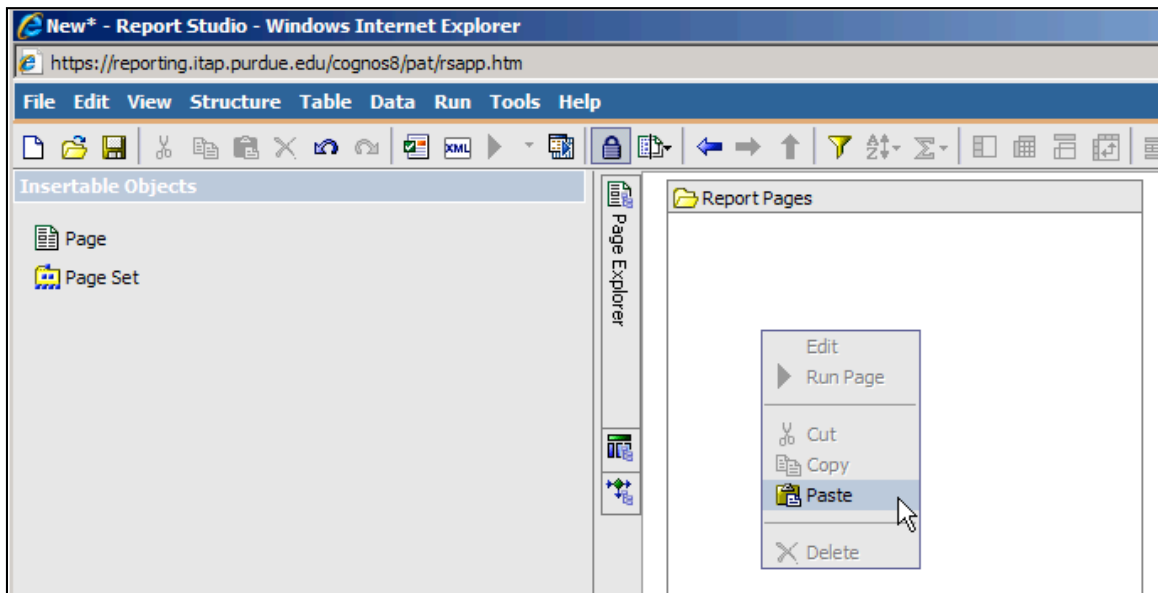 New* - Report Studio - Windows Internet Explorer
https://reporting.itap.purdue.edu/cognos8/pat/rsapp.htm
File Edit View Structure Table Data Run Tools Help
XML
Insertable Objects
Page
Page Set
Page Explorer
Report Pages
Edit
Run Page
Cut
Copy
Paste
Delete